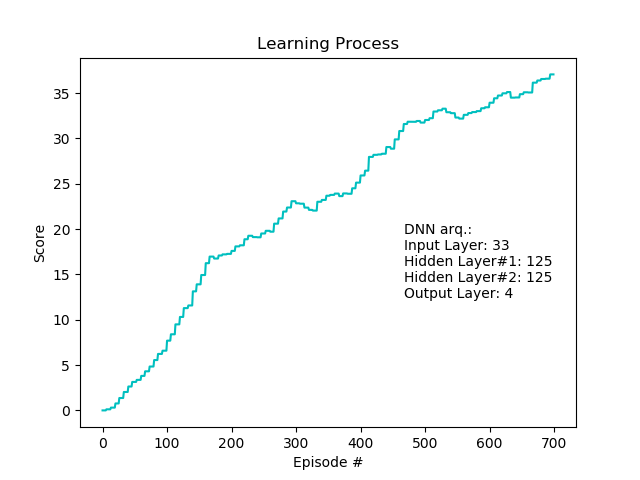 Learning Process
Score
35
30
25
20
15
10
5
0
DNN arq.:
Input Layer: 33
Hidden Layer#1: 125
Hidden Layer#2: 125
Output Layer: 4
0 100 200 300 400 500 600 700
Episode #